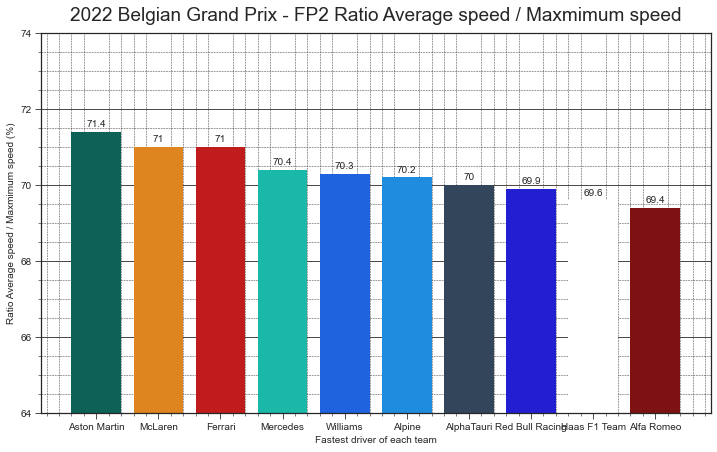 2022 Belgian Grand Prix - FP2 Ratio Average speed / Maxmimum speed
Ratio Average speed / Maxmimum speed (%)
74
72
70
68
66
64
71.4
71
71
70.4
70.3
70.2
70
69.9
69.6
69.4
Aston Martin
McLaren
Ferrari
Mercedes
Williams
Alpine
AlphaTauri
Red Bull Racing
Haas F1 Team
Alfa Romeo
Fastest driver of each team